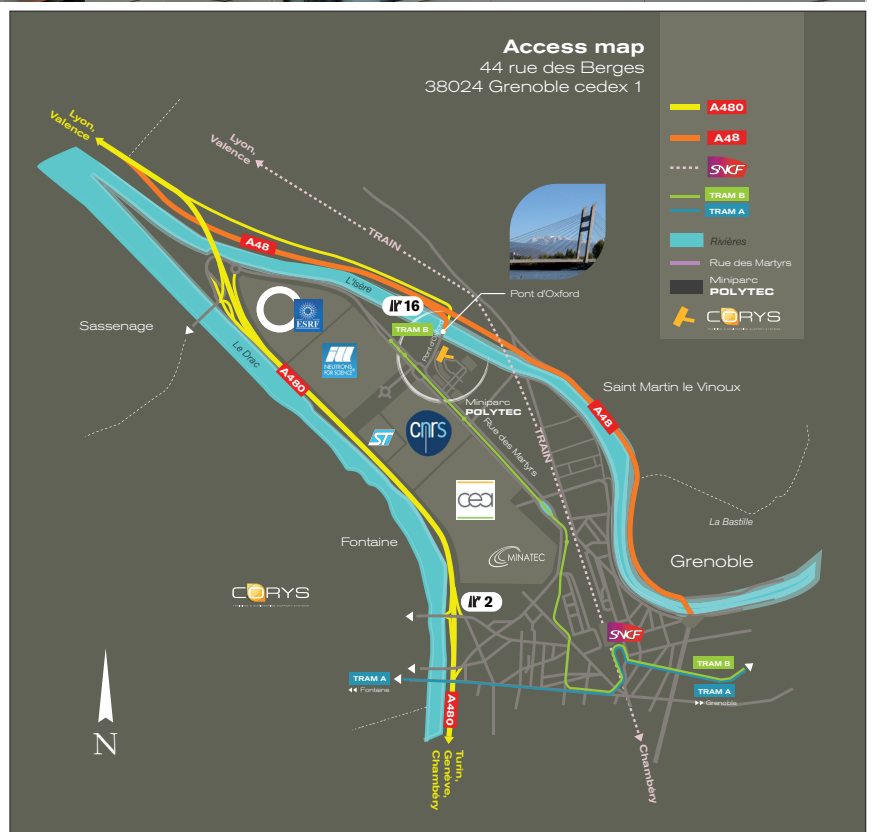 Access map
44 rue des Berges
38024 Grenoble cedex 1
A480
A48
SNCF
TRAM B
TRAM A
Rivières
Rue des Martyrs
Miniparc
POLYTEC
CORYS
Lyon,
Valence
Lyon,
Valence
TRAIN
A48
L'Isère
16
Pont d'Oxford
TRAM B
ESRF
Sassenage
Le Drac
NEUTRONS
FOR SCIENCE
A480
Saint Martin le Vinoux
Miniparc
POLYTEC
A48
ST
cnrs
Rue des Martyrs
TRAIN
cea
La Bastille
Fontaine
MINATEC
Grenoble
CORYS
2
SNCF
TRAM B
TRAM A
Fontaine
TRAM A
Grenoble
A480
N
Turin,
Genève,
Chambéry
Chambéry